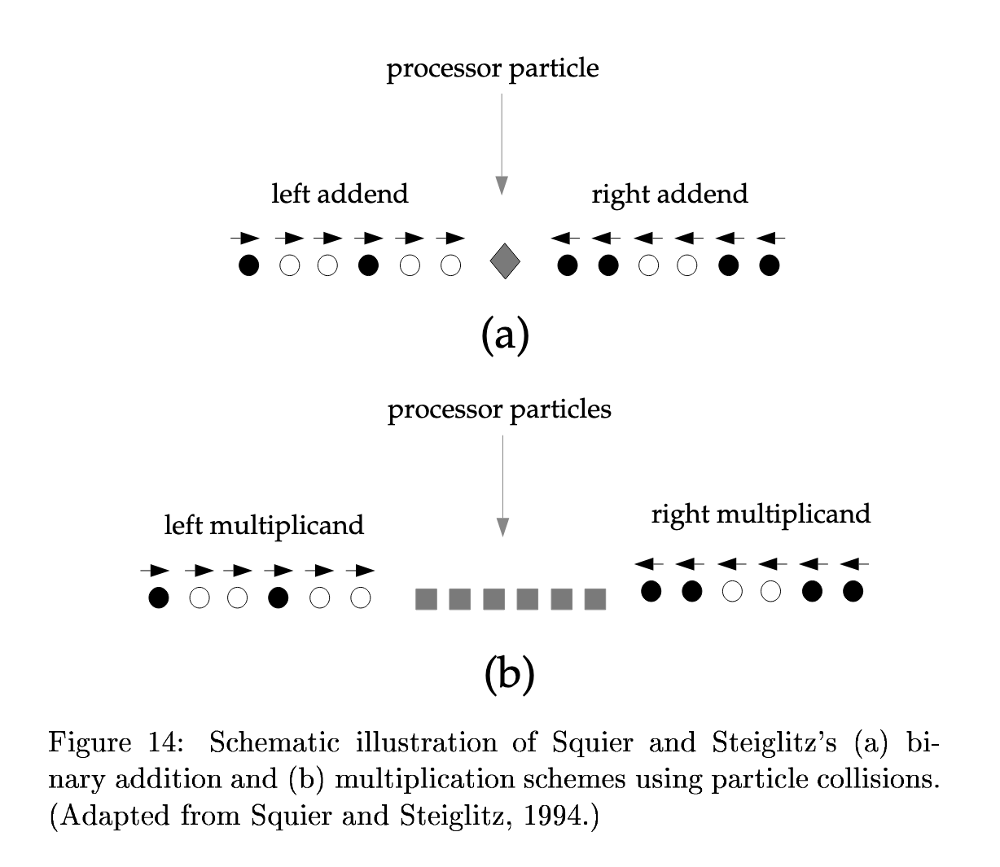 processor particle
left addend
right addend
(a)
processor particles
left multiplicand
right multiplicand
(b)
Figure 14: Schematic illustration of Squier and Steiglitz's (a) bi-
nary addition and (b) multiplication schemes using particle collisions.
(Adapted from Squier and Steiglitz, 1994.)